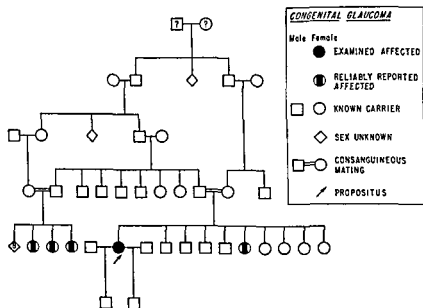 ? ?
CONGENITAL GLAUCOMA
Male Female
EXAMINED AFFECTED
RELIABLY REPORTED
AFFECTED
KNOWN CARRIER
SEX UNKNOWN
CONSANGUINEOUS
MATING
PROPOSITUS
?